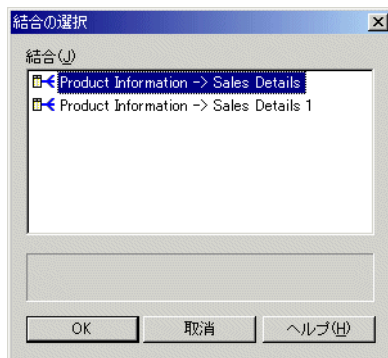 結合の選択
結合(J)
Product Information -> Sales Details
Product Information -> Sales Details 1
OK 取消 ヘルプ(H)